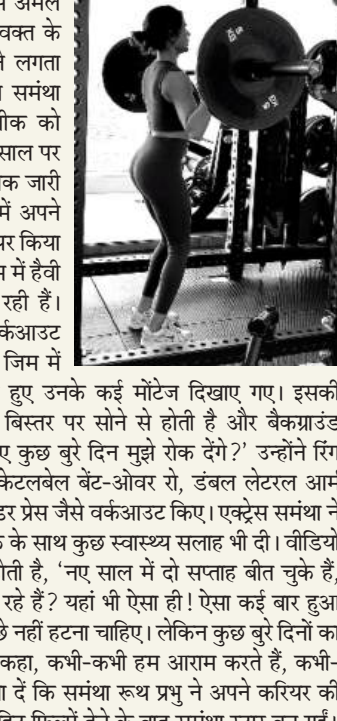 अमल
वक्त के
लगता
समंथा
को
साल पर
जारी
में अपने
किया
में हैवी
रही हैं।
जिम में
हुए उनके कई मोंटेज दिखाए गए। इसकी
बिस्तर पर सोने से होती है और बैकग्राउंड
कुछ बुरे दिन मुझे रोक देंगे?’ उन्होंने रिंग
केटलबेल बेंट-ओवर रो, डंबल लेटरल आर्म
प्रेस जैसे वर्कआउट किए। एक्ट्रेस समंथा ने
के साथ कुछ स्वास्थ्य सलाह भी दी। वीडियो
होती है, ‘नए साल में दो सप्ताह बीत चुके हैं,
रहे हैं? यहां भी ऐसा ही! ऐसा कई बार हुआ
नहीं हटना चाहिए। लेकिन कुछ बुरे दिनों का
कहा, कभी-कभी हम आराम करते हैं, कभी-
दें कि समंथा रूथ प्रभु ने अपने करियर की